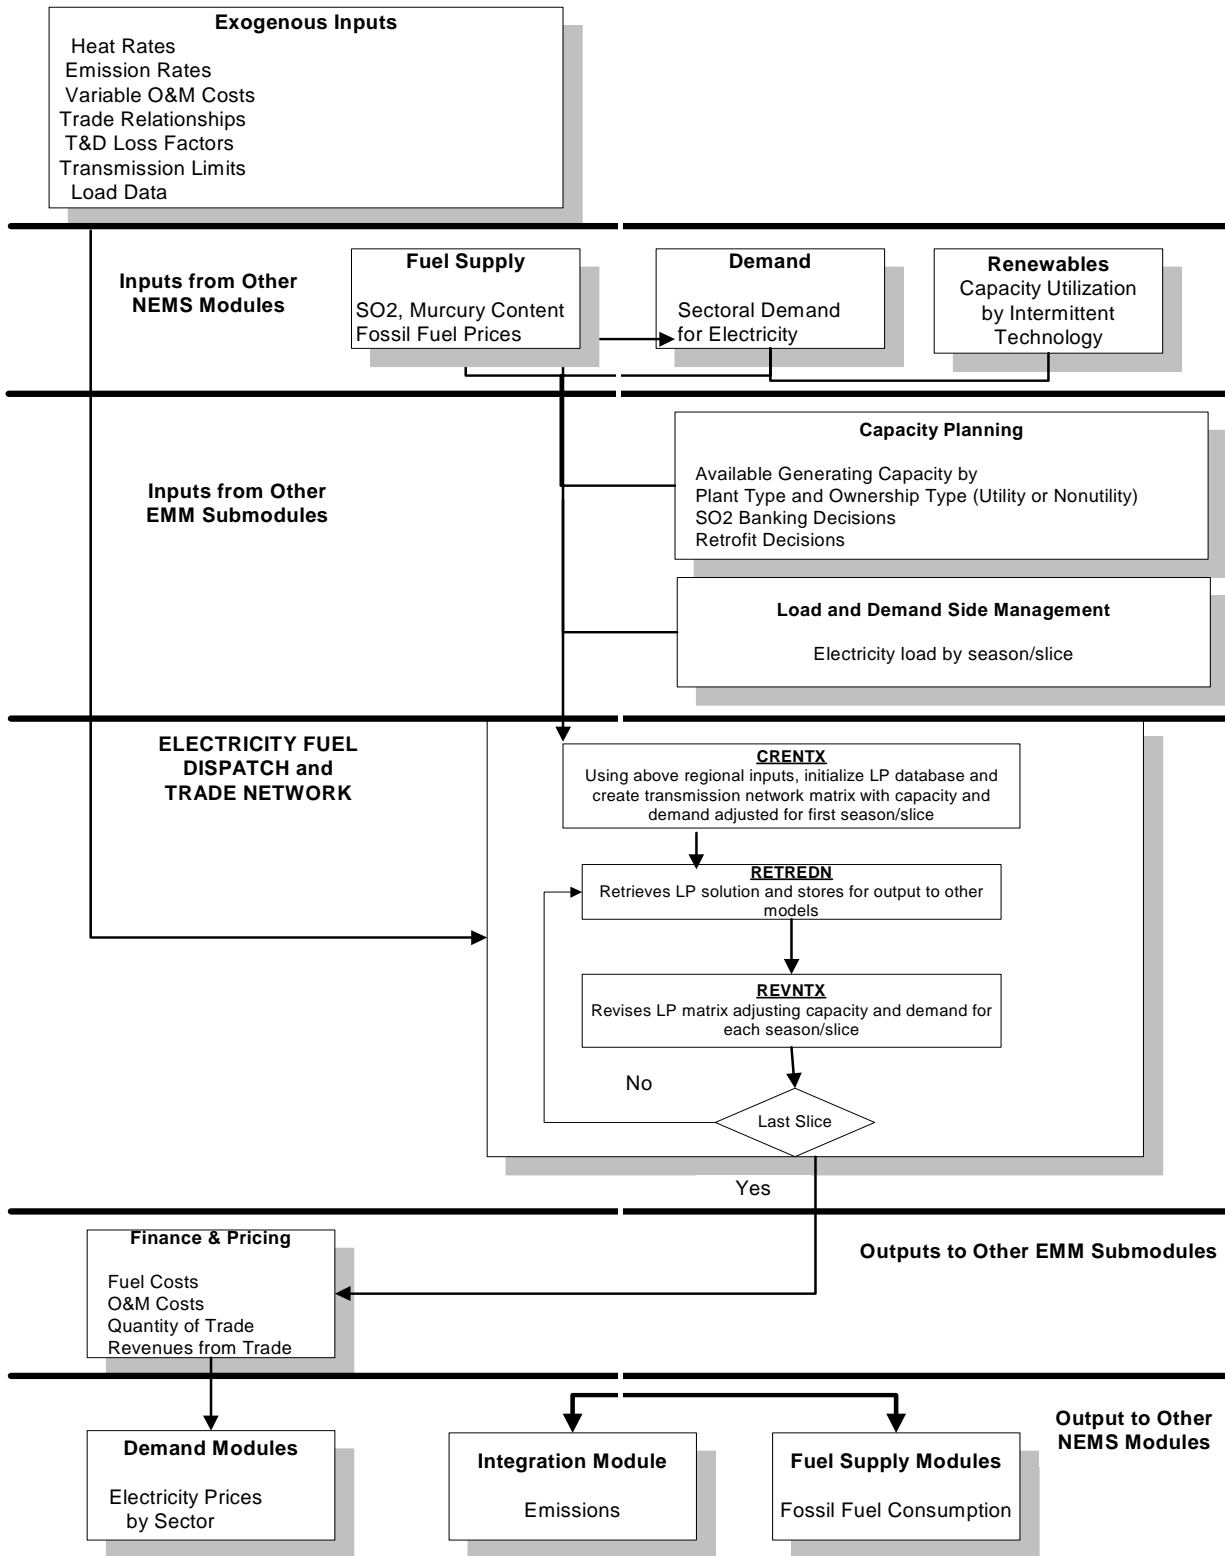 Exogenous Inputs
Heat Rates
Emission Rates
Variable O&M Costs
Trade Relationships
T&D Loss Factors
Transmission Limits
Load Data
Inputs from Other
NEMS Modules
Fuel Supply
SO2, Murcury Content
Fossil Fuel Prices
Demand
Sectoral Demand
for Electricity
Renewables
Capacity Utilization
by Intermittent
Technology
Inputs from Other
EMM Submodules
Capacity Planning
Available Generating Capacity by
Plant Type and Ownership Type (Utility or Nonutility)
SO2 Banking Decisions
Retrofit Decisions
Load and Demand Side Management
Electricity load by season/slice
ELECTRICITY FUEL
DISPATCH and
TRADE NETWORK
CRENTX
Using above regional inputs, initialize LP database and
create transmission network matrix with capacity and
demand adjusted for first season/slice
RETREDN
Retrieves LP solution and stores for output to other
models
REVNTX
Revises LP matrix adjusting capacity and demand for
each season/slice
No
Last Slice
Yes
Finance & Pricing
Fuel Costs
O&M Costs
Quantity of Trade
Revenues from Trade
Outputs to Other EMM Submodules
Output to Other
NEMS Modules
Demand Modules
Electricity Prices
by Sector
Integration Module
Emissions
Fuel Supply Modules
Fossil Fuel Consumption